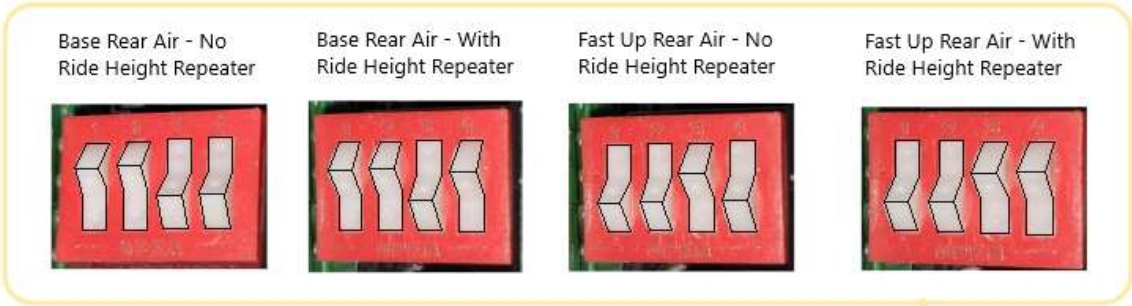 Base Rear Air - No
Ride Height Repeater
Base Rear Air - With
Ride Height Repeater
Fast Up Rear Air - No
Ride Height Repeater
Fast Up Rear Air - With
Ride Height Repeater